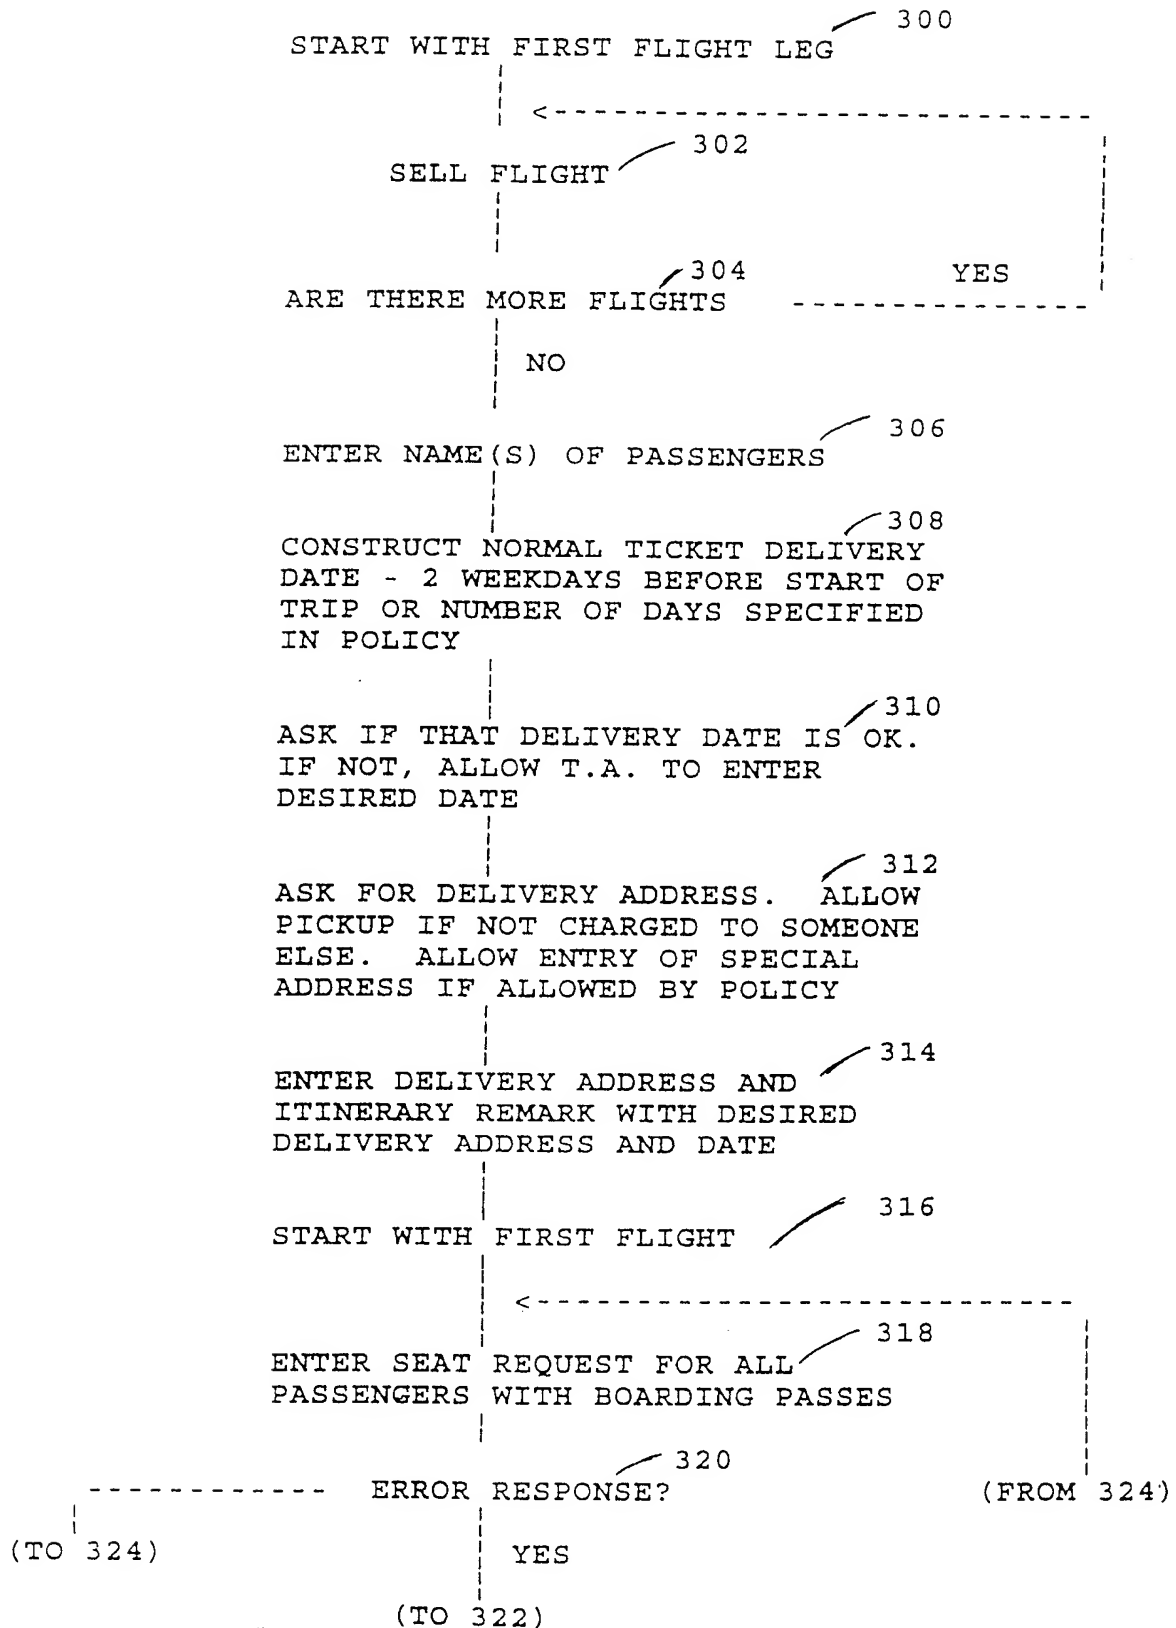 300
START WITH FIRST FLIGHT LEG
302
SELL FLIGHT
304
YES
ARE THERE MORE FLIGHTS
NO
306
ENTER NAME(S) OF PASSENGERS
308
CONSTRUCT NORMAL TICKET DELIVERY
DATE - 2 WEEKDAYS BEFORE START OF
TRIP OR NUMBER OF DAYS SPECIFIED
IN POLICY
310
ASK IF THAT DELIVERY DATE IS OK.
IF NOT, ALLOW T.A. TO ENTER
DESIRED DATE
312
ASK FOR DELIVERY ADDRESS. ALLOW
PICKUP IF NOT CHARGED TO SOMEONE
ELSE. ALLOW ENTRY OF SPECIAL
ADDRESS IF ALLOWED BY POLICY
314
ENTER DELIVERY ADDRESS AND
ITINERARY REMARK WITH DESIRED
DELIVERY ADDRESS AND DATE
316
START WITH FIRST FLIGHT
318
ENTER SEAT REQUEST FOR ALL
PASSENGERS WITH BOARDING PASSES
320
ERROR RESPONSE?
(FROM 324)
(TO 324)
YES
(TO 322)